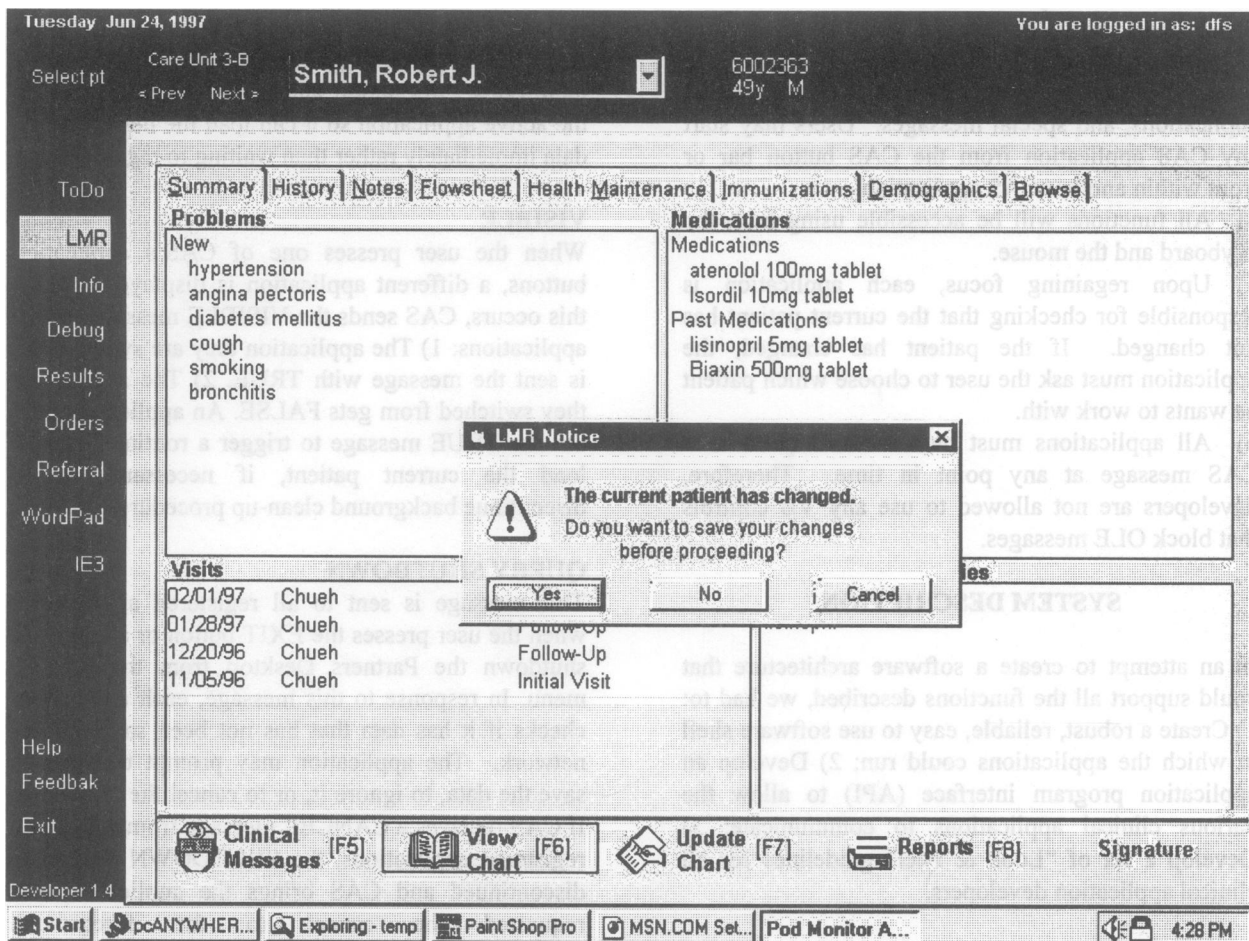 Tuesday Jun 24, 1997
You are logged in as: dfs
Select pt
Care Unit 3-B
< Prev Next >
Smith, Robert J.
6002363
49y M
ToDo
LMR
Info
Debug
Results
Orders
Referral
WordPad
IE3
Help
Feedbak
Exit
Developer 1.4
Summary History Notes Flowsheet Health Maintenance Immunizations Demographics Browse
Problems
New
hypertension
angina pectoris
diabetes mellitus
cough
smoking
bronchitis
Medications
Medications
atenolol 100mg tablet
Isordil 10mg tablet
Past Medications
lisinopril 5mg tablet
Biaxin 500mg tablet
LMR Notice
The current patient has changed.
Do you want to save your changes
before proceeding?
Yes No Cancel
Visits
02/01/97 Chueh
01/28/97 Chueh Follow-Up
12/20/96 Chueh Follow-Up
11/05/96 Chueh Initial Visit
Clinical Messages [F5]
View Chart [F6]
Update Chart [F7]
Reports [F8]
Signature
Start pcANYWHER... Exploring - temp Paint Shop Pro MSN.COM Set... Pod Monitor A... 4:28 PM